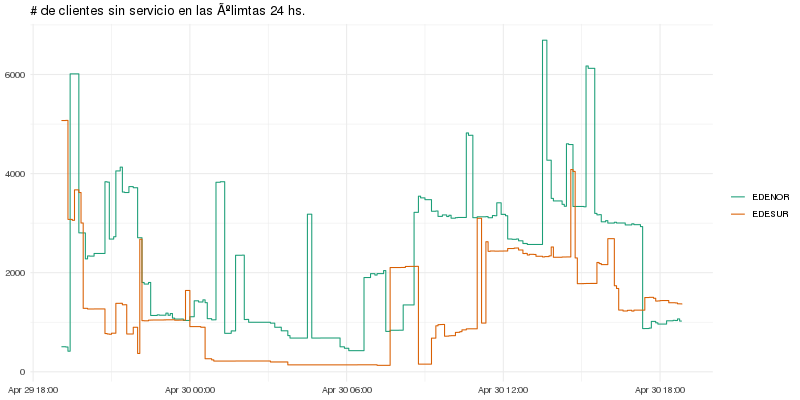 # de clientes sin servicio en las Ãºlimtas 24 hs.
6000
4000
2000
0
Apr 29 18:00
Apr 30 00:00
Apr 30 06:00
Apr 30 12:00
Apr 30 18:00
EDENOR
EDESUR